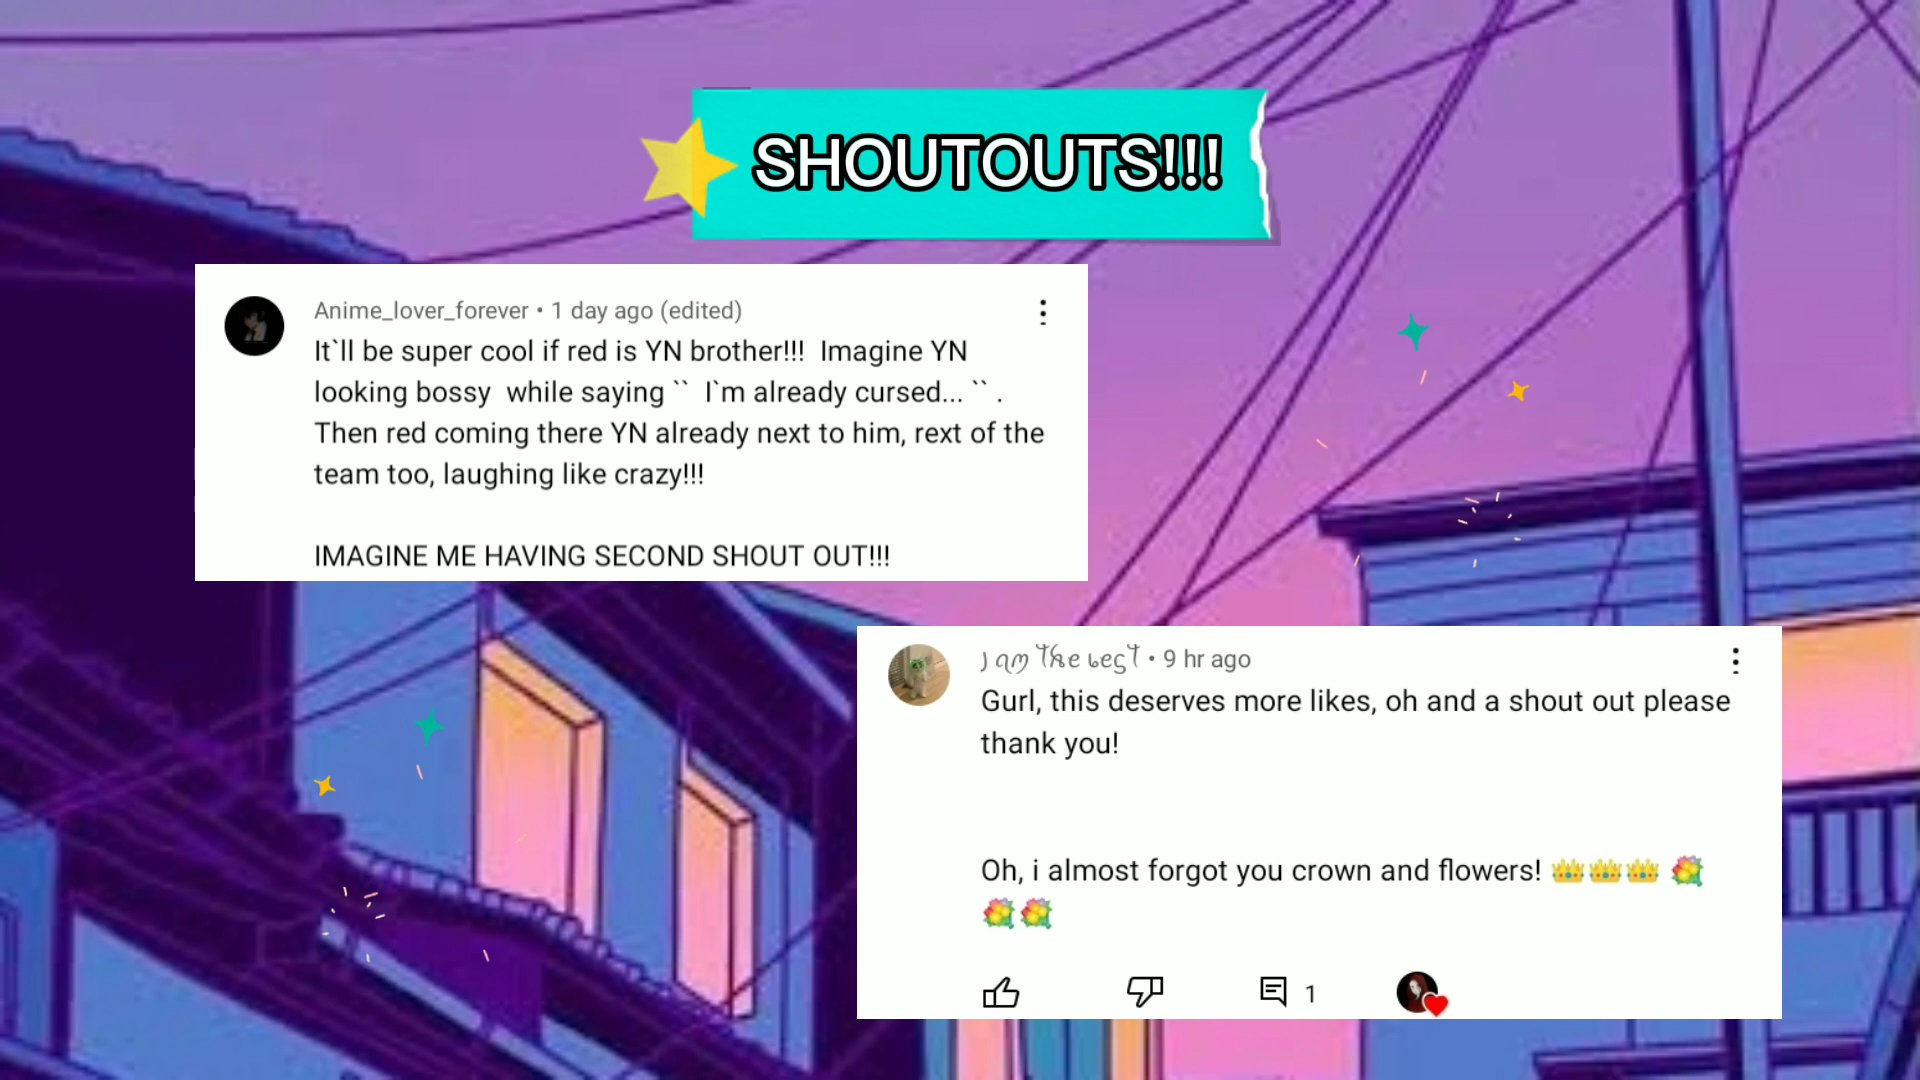 SHOUTOUTS!!!
Anime_lover_forever • 1 day ago (edited)
It`ll be super cool if red is YN brother!!!  Imagine YN
looking bossy  while saying ``  I`m already cursed... `` .
Then red coming there YN already next to him, rext of the
team too, laughing like crazy!!!
IMAGINE ME HAVING SECOND SHOUT OUT!!!
I am The best • 9 hr ago
Gurl, this deserves more likes, oh and a shout out please
thank you!
Oh, i almost forgot you crown and flowers! 👑👑👑 💐
💐💐
1